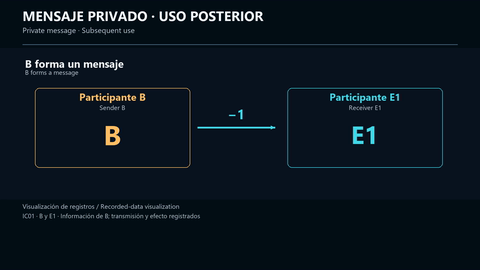 MENSAJE PRIVADO · USO POSTERIOR
Private message · Subsequent use
B forma un mensaje
B forms a message
Participante B
Sender B
B
−1
Participante E1
Receiver E1
E1
Visualización de registros / Recorded-data visualization
IC01 · B y E1 · Información de B; transmisión y efecto registrados